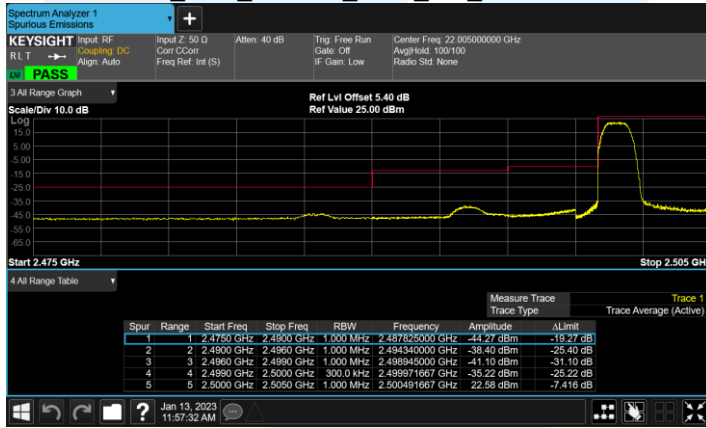 Spectrum Analyzer 1
Spurious Emissions
KEYSIGHT Input: RF Input Z: 50 Ω Atten: 40 dB Trig: Free Run Center Freq: 22.005000000 GHz
RLT Coupling: DC Corr CCorr Gate: Off Avg|Hold: 100/100
Align: Auto Freq Ref: Int (S) IF Gain: Low Radio Std: None
PASS
3 All Range Graph
Ref Lvl Offset 5.40 dB
Scale/Div 10.0 dB Ref Value 25.00 dBm
Log
15.0
5.00
-5.00
-15.0
-25.0
-35.0
-45.0
-55.0
-65.0
Start 2.475 GHz Stop 2.505 GH
4 All Range Table
Measure Trace Trace 1
Trace Type Trace Average (Active)
Spur Range Start Freq Stop Freq RBW Frequency Amplitude ΔLimit
1 1 2.4750 GHz 2.4900 GHz 1.000 MHz 2.487825000 GHz -44.27 dBm -19.27 dB
2 2 2.4900 GHz 2.4960 GHz 1.000 MHz 2.494340000 GHz -38.40 dBm -25.40 dB
3 3 2.4960 GHz 2.4990 GHz 1.000 MHz 2.498945000 GHz -41.10 dBm -31.10 dB
4 4 2.4990 GHz 2.5000 GHz 300.0 kHz 2.499971667 GHz -35.22 dBm -25.22 dB
5 5 2.5000 GHz 2.5050 GHz 1.000 MHz 2.500491667 GHz 22.58 dBm -7.416 dB
Jan 13, 2023
11:57:32 AM